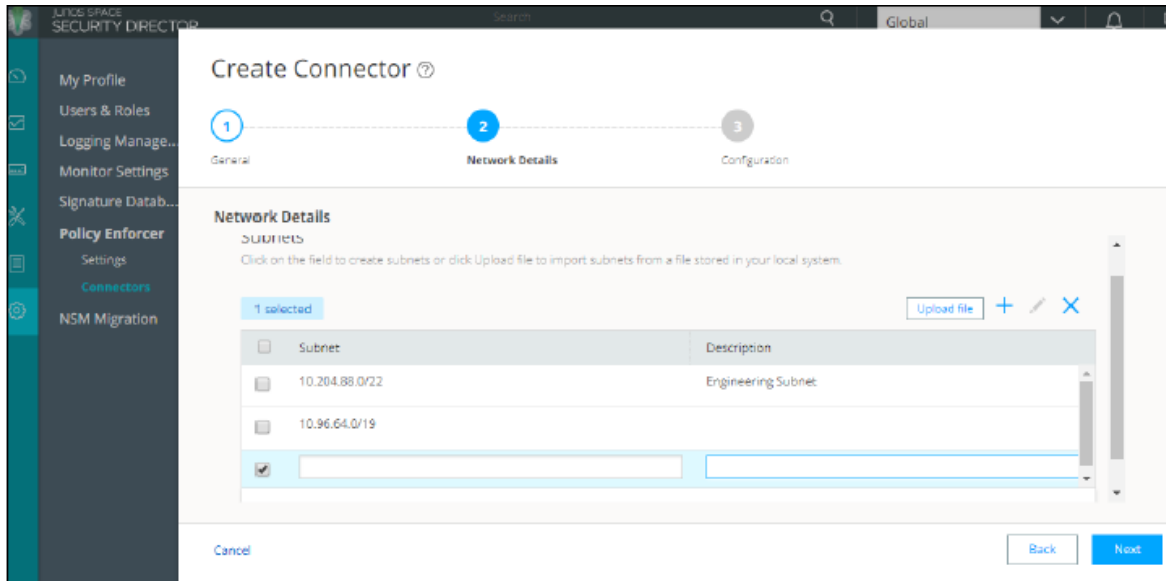 JUNOS SPACE
SECURITY DIRECTOR
Search
Global
My Profile
Users & Roles
Logging Manage...
Monitor Settings
Signature Datab...
Policy Enforcer
Settings
Connectors
NSM Migration
Create Connector
1
2
3
General
Network Details
Configuration
Network Details
Subnets
Click on the field to create subnets or click Upload file to import subnets from a file stored in your local system.
1 selected
Upload file
Subnet
Description
10.204.88.0/22
Engineering Subnet
10.96.64.0/19
Cancel
Back
Next